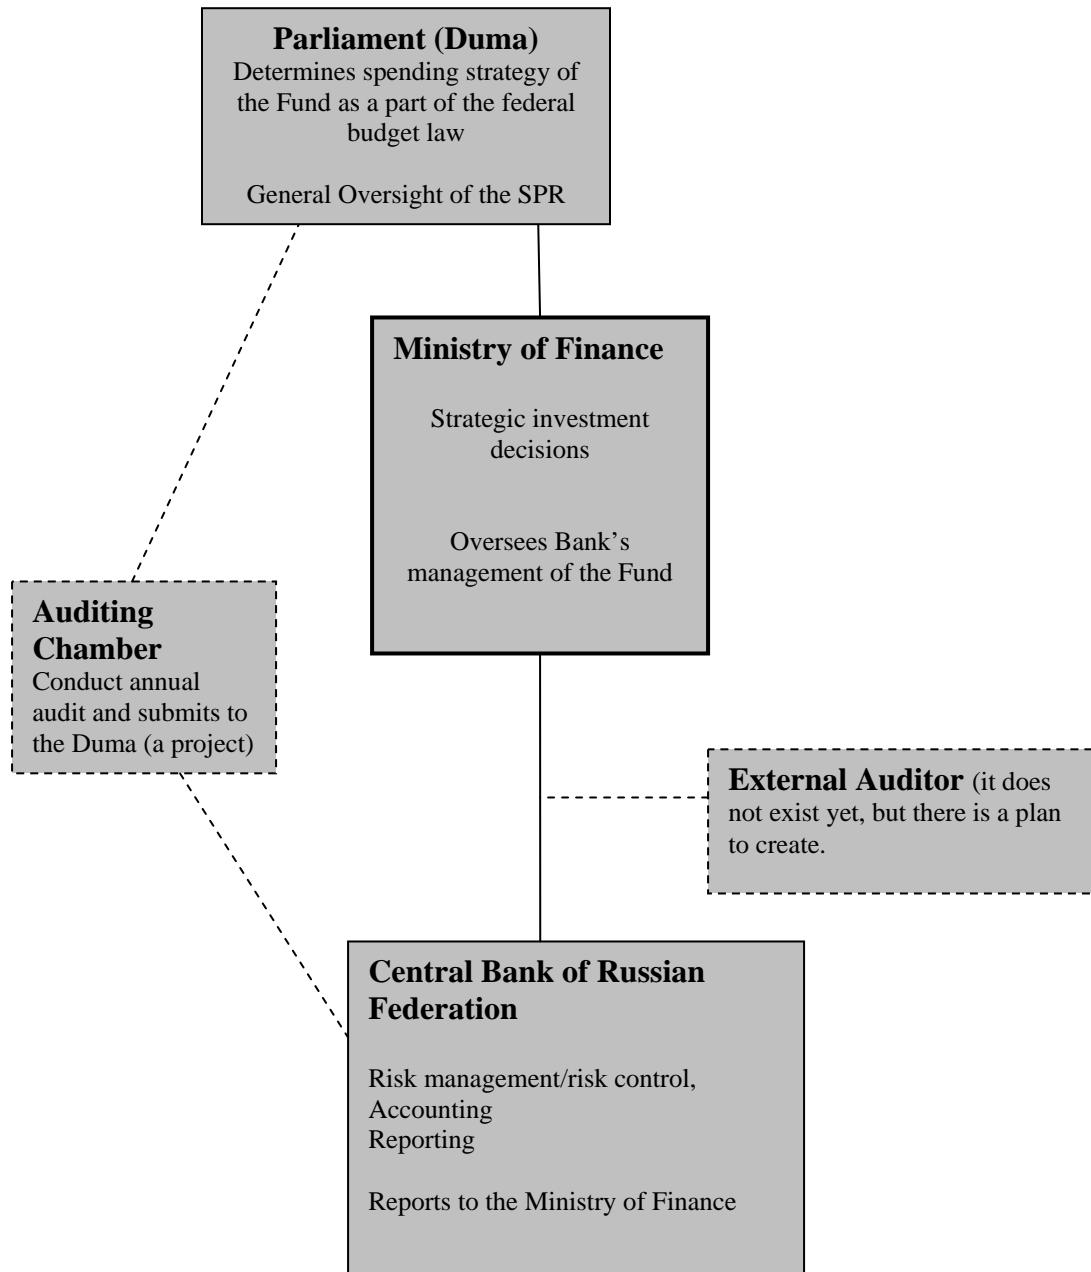 Parliament (Duma)
Determines spending strategy of
the Fund as a part of the federal
budget law
General Oversight of the SPR
Ministry of Finance
Strategic investment
decisions
Oversees Bank’s
management of the Fund
Auditing
Chamber
Conduct annual
audit and submits to
the Duma (a project)
External Auditor (it does
not exist yet, but there is a plan
to create.
Central Bank of Russian
Federation
Risk management/risk control,
Accounting
Reporting
Reports to the Ministry of Finance